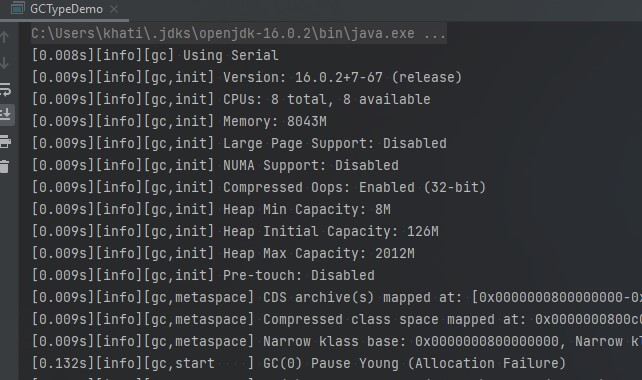 GCTypeDemo
C:\Users\khati\.jdks\openjdk-16.0.2\bin\java.exe ...
[0.008s][info][gc] Using Serial
[0.009s][info][gc,init] Version: 16.0.2+7-67 (release)
[0.009s][info][gc,init] CPUs: 8 total, 8 available
[0.009s][info][gc,init] Memory: 8043M
[0.009s][info][gc,init] Large Page Support: Disabled
[0.009s][info][gc,init] NUMA Support: Disabled
[0.009s][info][gc,init] Compressed Oops: Enabled (32-bit)
[0.009s][info][gc,init] Heap Min Capacity: 8M
[0.009s][info][gc,init] Heap Initial Capacity: 126M
[0.009s][info][gc,init] Heap Max Capacity: 2012M
[0.009s][info][gc,init] Pre-touch: Disabled
[0.009s][info][gc,metaspace] CDS archive(s) mapped at: [0x0000000800000000-0x
[0.009s][info][gc,metaspace] Compressed class space mapped at: 0x0000000800c0
[0.009s][info][gc,metaspace] Narrow klass base: 0x0000000800000000, Narrow kl
[0.132s][info][gc,start    ] GC(0) Pause Young (Allocation Failure)